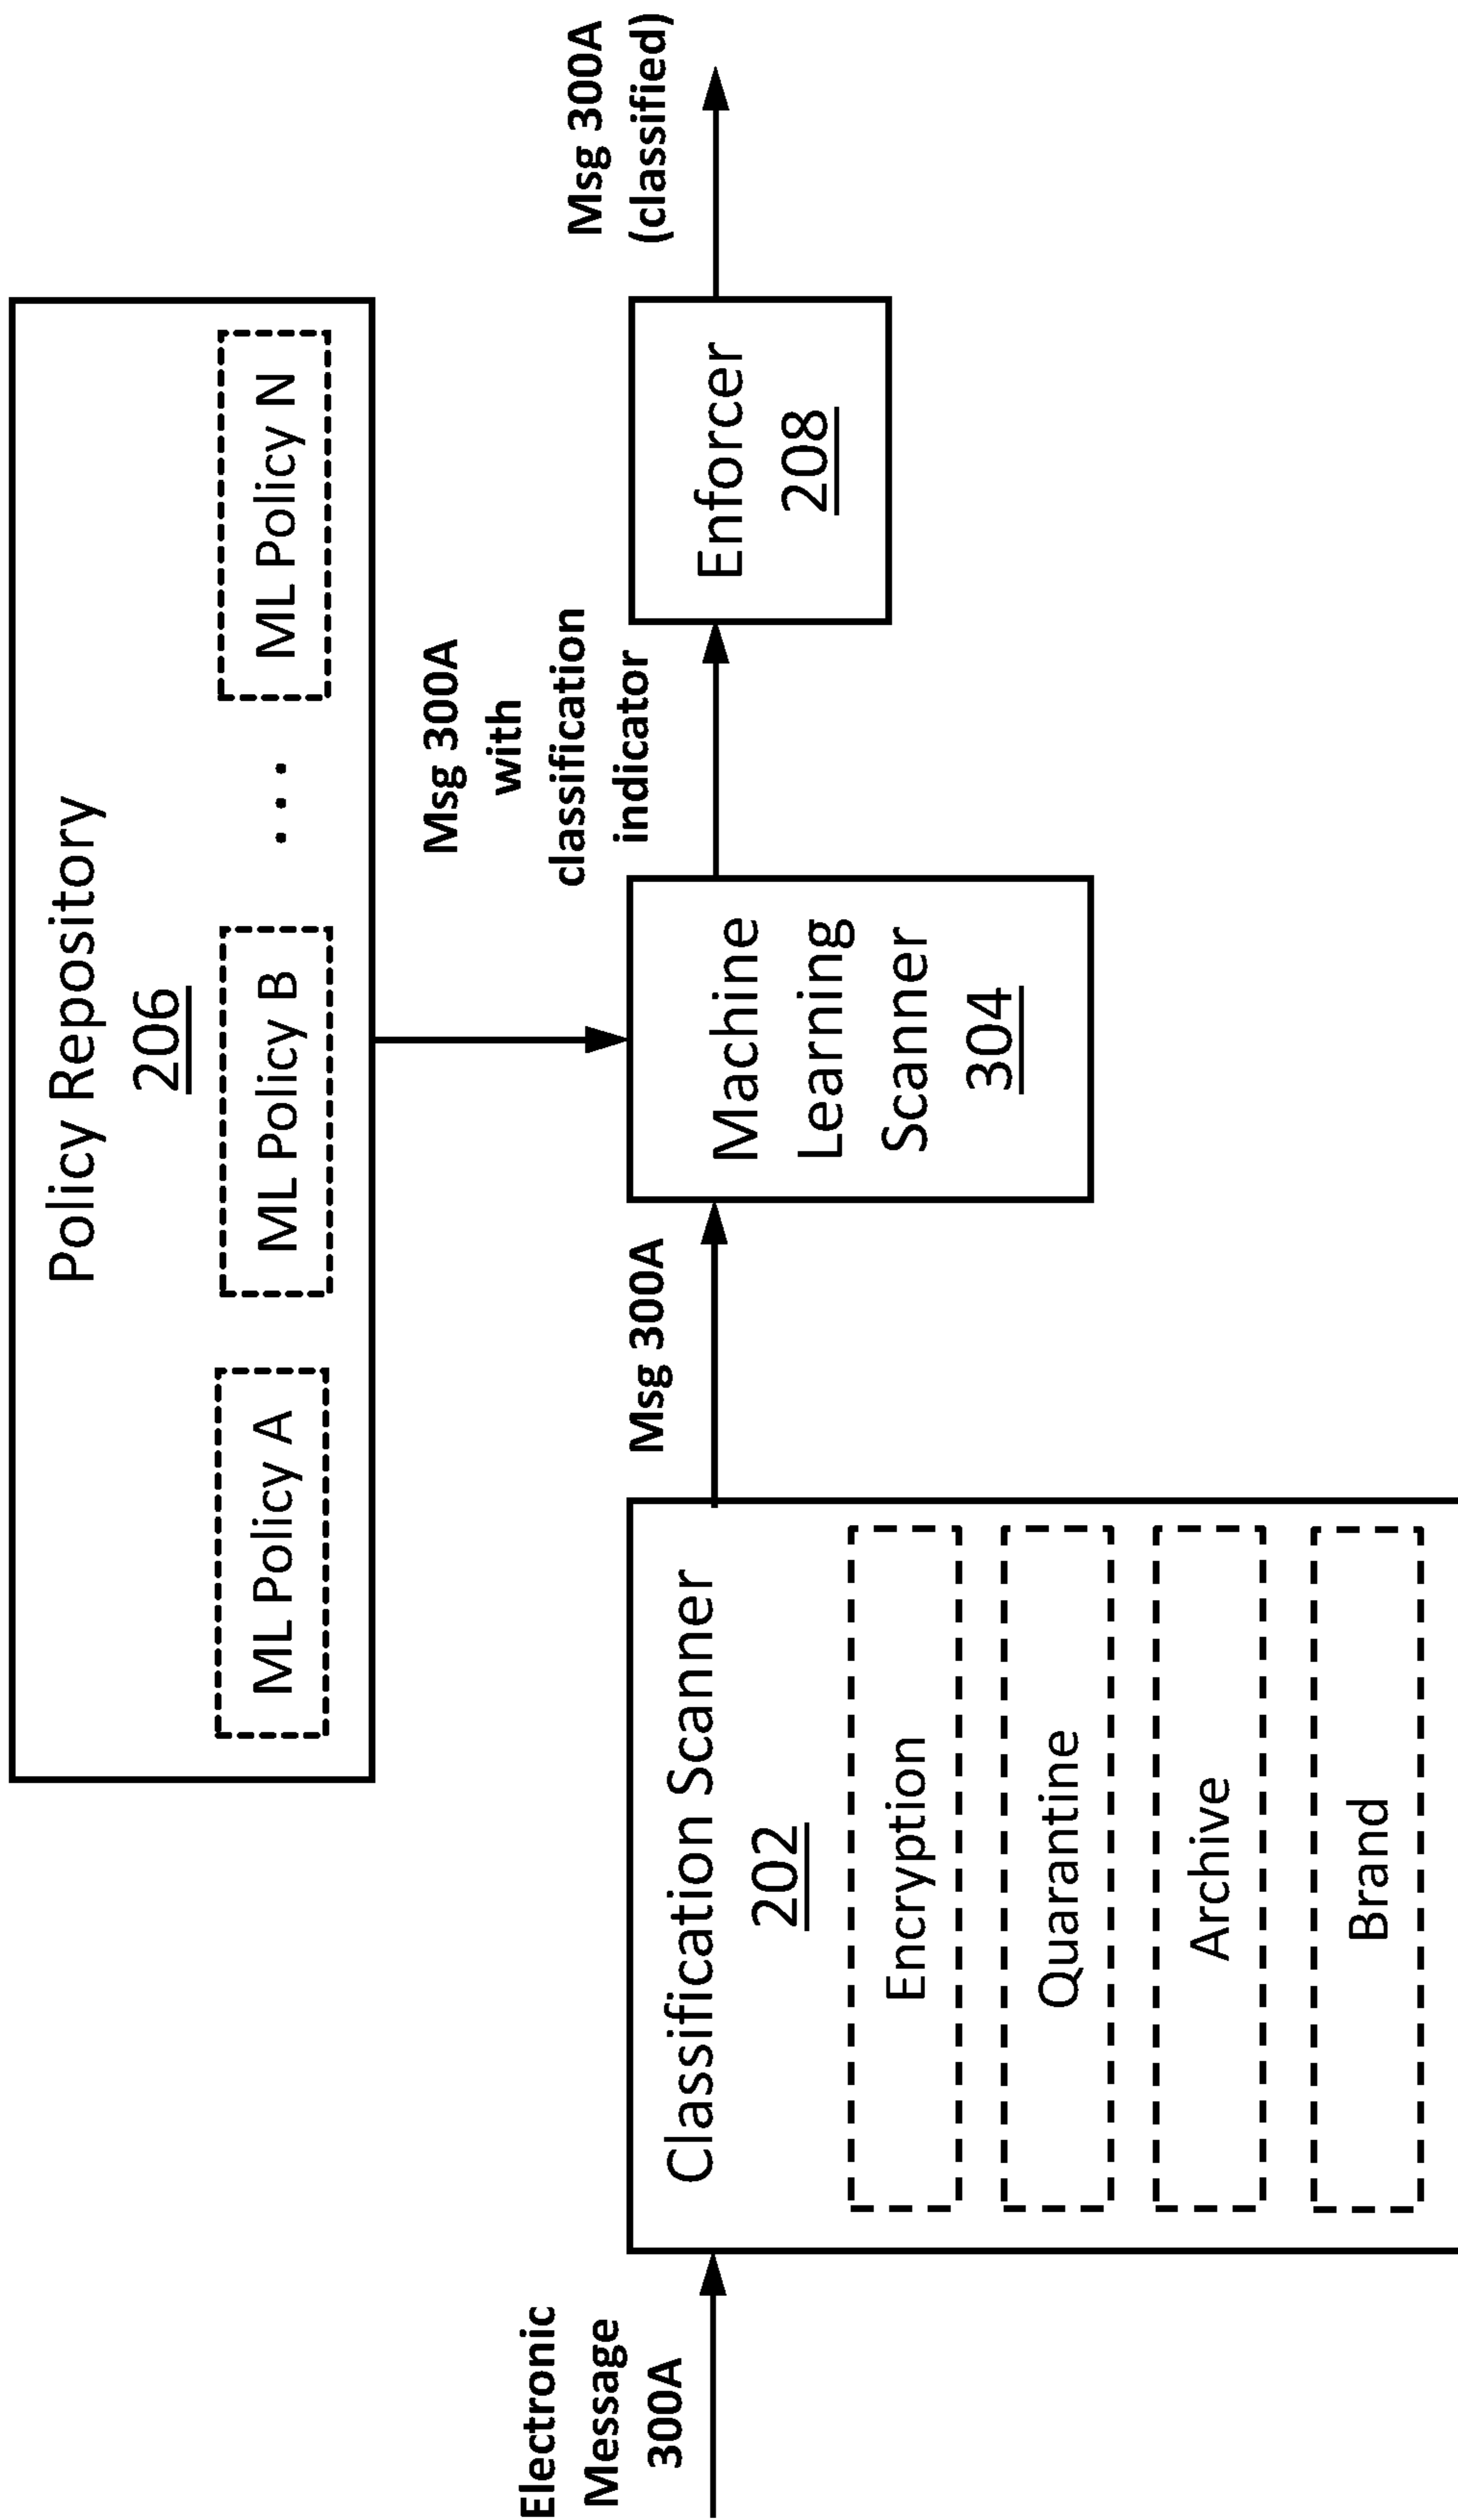 Policy Repository
206
ML Policy A
ML Policy B
. . .
ML Policy N
Electronic
Message
300A
Classification Scanner
202
Encryption
Quarantine
Archive
Brand
Msg 300A
Machine
Learning
Scanner
304
Msg 300A
with
classification
indicator
Enforcer
208
Msg 300A
(classified)